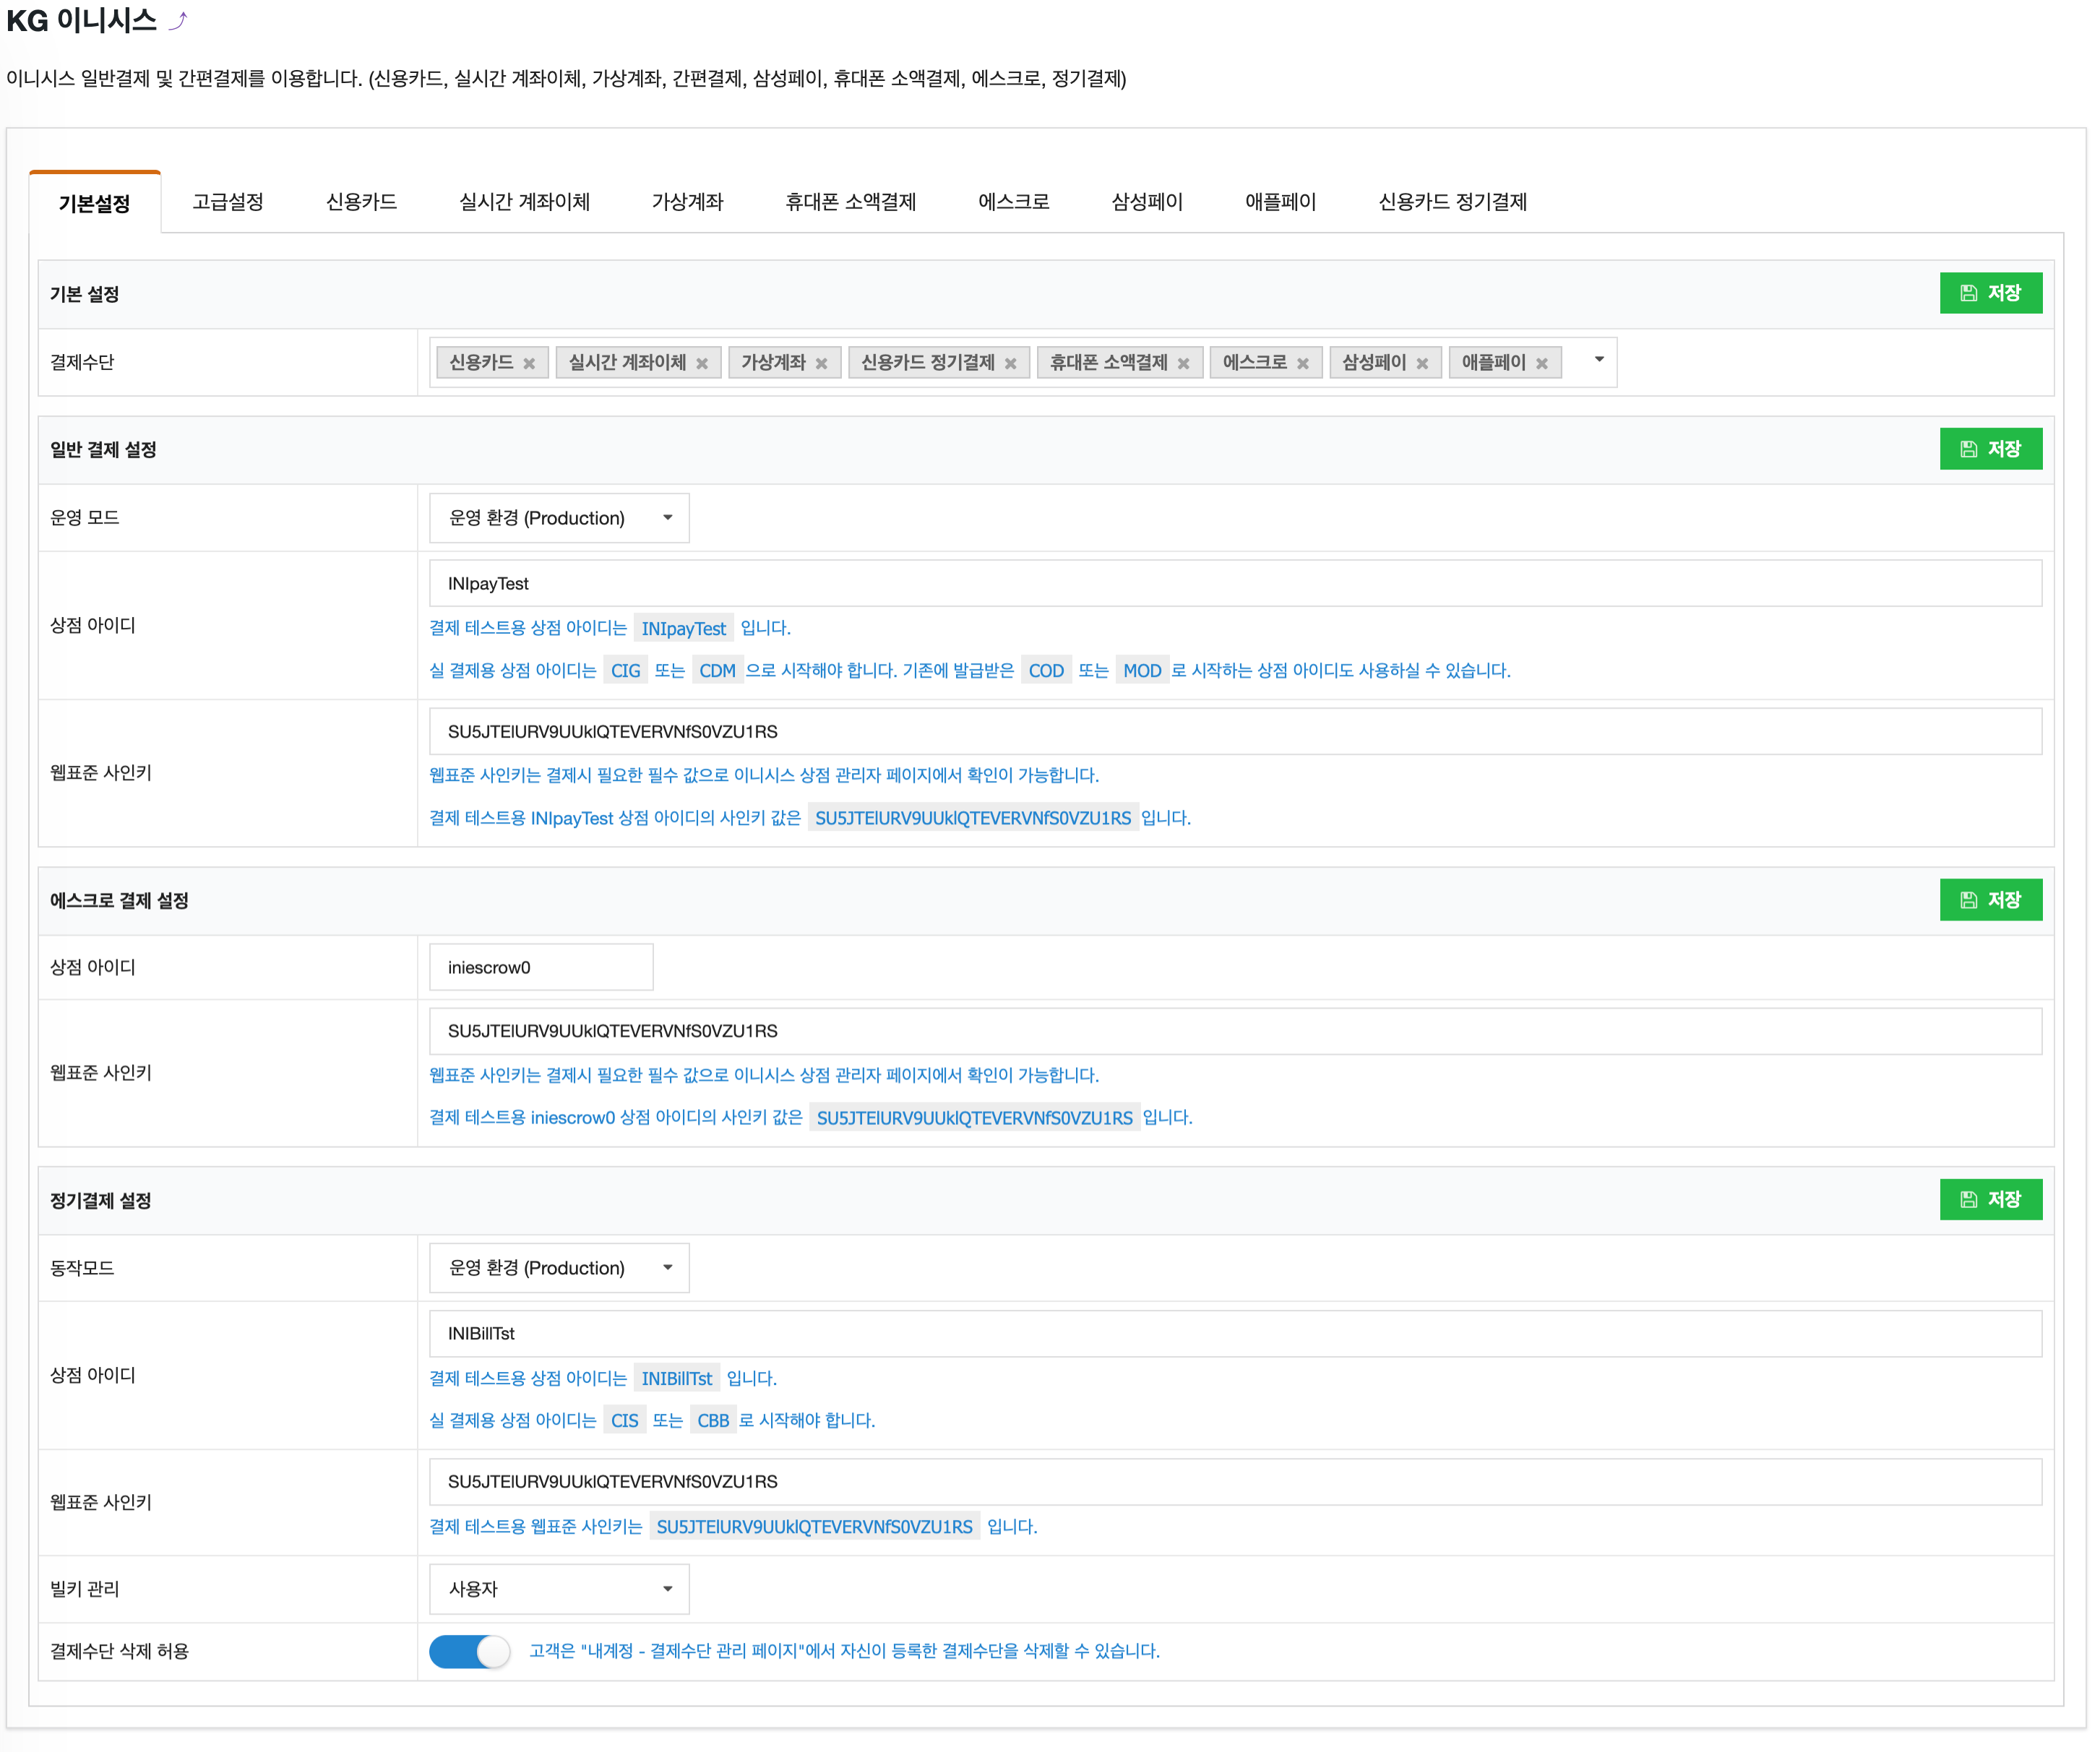 KG 이니시스
이니시스 일반결제 및 간편결제를 이용합니다. (신용카드, 실시간 계좌이체, 가상계좌, 간편결제, 삼성페이, 휴대폰 소액결제, 에스크로, 정기결제)
기본설정 고급설정 신용카드 실시간 계좌이체 가상계좌 휴대폰 소액결제 에스크로 삼성페이 애플페이 신용카드 정기결제
기본 설정 저장
결제수단 신용카드 × 실시간 계좌이체 × 가상계좌 × 신용카드 정기결제 × 휴대폰 소액결제 × 에스크로 × 삼성페이 × 애플페이 ×
일반 결제 설정 저장
운영 모드 운영 환경 (Production)
INIpayTest
상점 아이디
결제 테스트용 상점 아이디는 INIpayTest 입니다.
실 결제용 상점 아이디는 CIG 또는 CDM 으로 시작해야 합니다. 기존에 발급받은 COD 또는 MOD 로 시작하는 상점 아이디도 사용하실 수 있습니다.
SU5JTElURV9UUklQTEVERVNfS0VZU1RS
웹표준 사인키
웹표준 사인키는 결제시 필요한 필수 값으로 이니시스 상점 관리자 페이지에서 확인이 가능합니다.
결제 테스트용 INIpayTest 상점 아이디의 사인키 값은 SU5JTElURV9UUklQTEVERVNfS0VZU1RS 입니다.
에스크로 결제 설정 저장
상점 아이디 iniescrow0
SU5JTElURV9UUklQTEVERVNfS0VZU1RS
웹표준 사인키
웹표준 사인키는 결제시 필요한 필수 값으로 이니시스 상점 관리자 페이지에서 확인이 가능합니다.
결제 테스트용 iniescrow0 상점 아이디의 사인키 값은 SU5JTElURV9UUklQTEVERVNfS0VZU1RS 입니다.
정기결제 설정 저장
동작모드 운영 환경 (Production)
INIBillTst
상점 아이디
결제 테스트용 상점 아이디는 INIBillTst 입니다.
실 결제용 상점 아이디는 CIS 또는 CBB 로 시작해야 합니다.
SU5JTElURV9UUklQTEVERVNfS0VZU1RS
웹표준 사인키
결제 테스트용 웹표준 사인키는 SU5JTElURV9UUklQTEVERVNfS0VZU1RS 입니다.
빌키 관리 사용자
결제수단 삭제 허용 고객은 "내계정 - 결제수단 관리 페이지"에서 자신이 등록한 결제수단을 삭제할 수 있습니다.